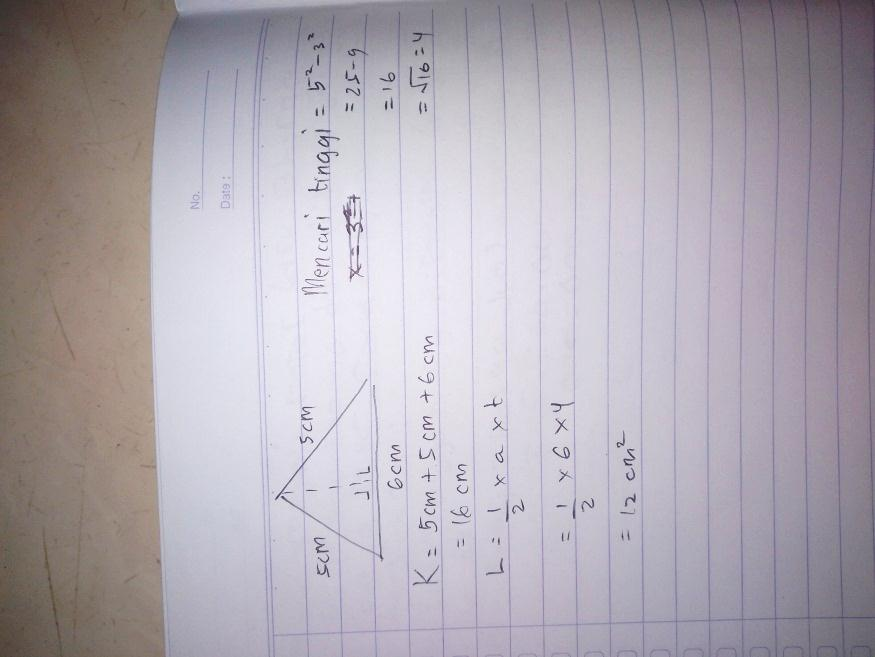 No.
Date :
5cm
5cm
6cm
Mencari tinggi = 5² - 3²
= 25 - 9
= 16
= √16 = 4
K = 5cm + 5cm + 6cm
= 16 cm
L = 1/2 x a x t
= 1/2 x 6 x 4
= 12 cm²